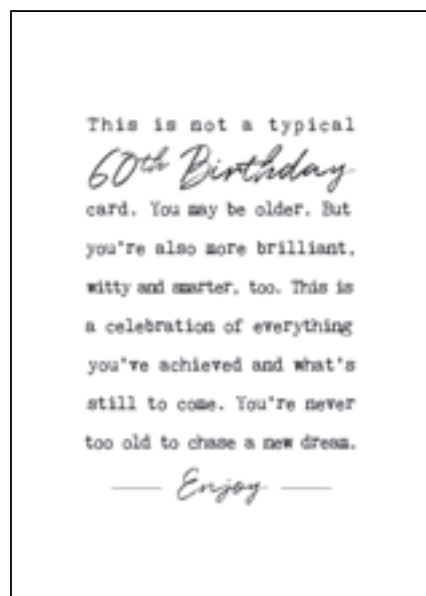 This is not a typical
60th Birthday
card. You may be older. But
you're also more brilliant,
witty and smarter, too. This is
a celebration of everything
you've achieved and what's
still to come. You're never
too old to chase a new dream.
Enjoy